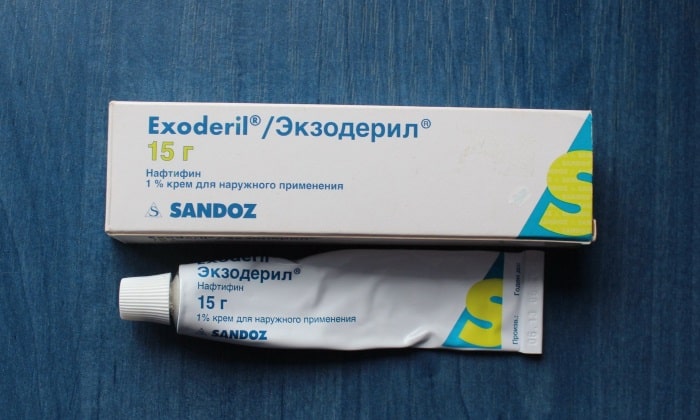 Exoderil®/Экзодерил®
15 г
Нафтифин
1 % крем для наружного применения
SANDOZ
Exoderil
Экзодерил®
Нафтифин
15 г
1% крем для наружного применения
SANDOZ